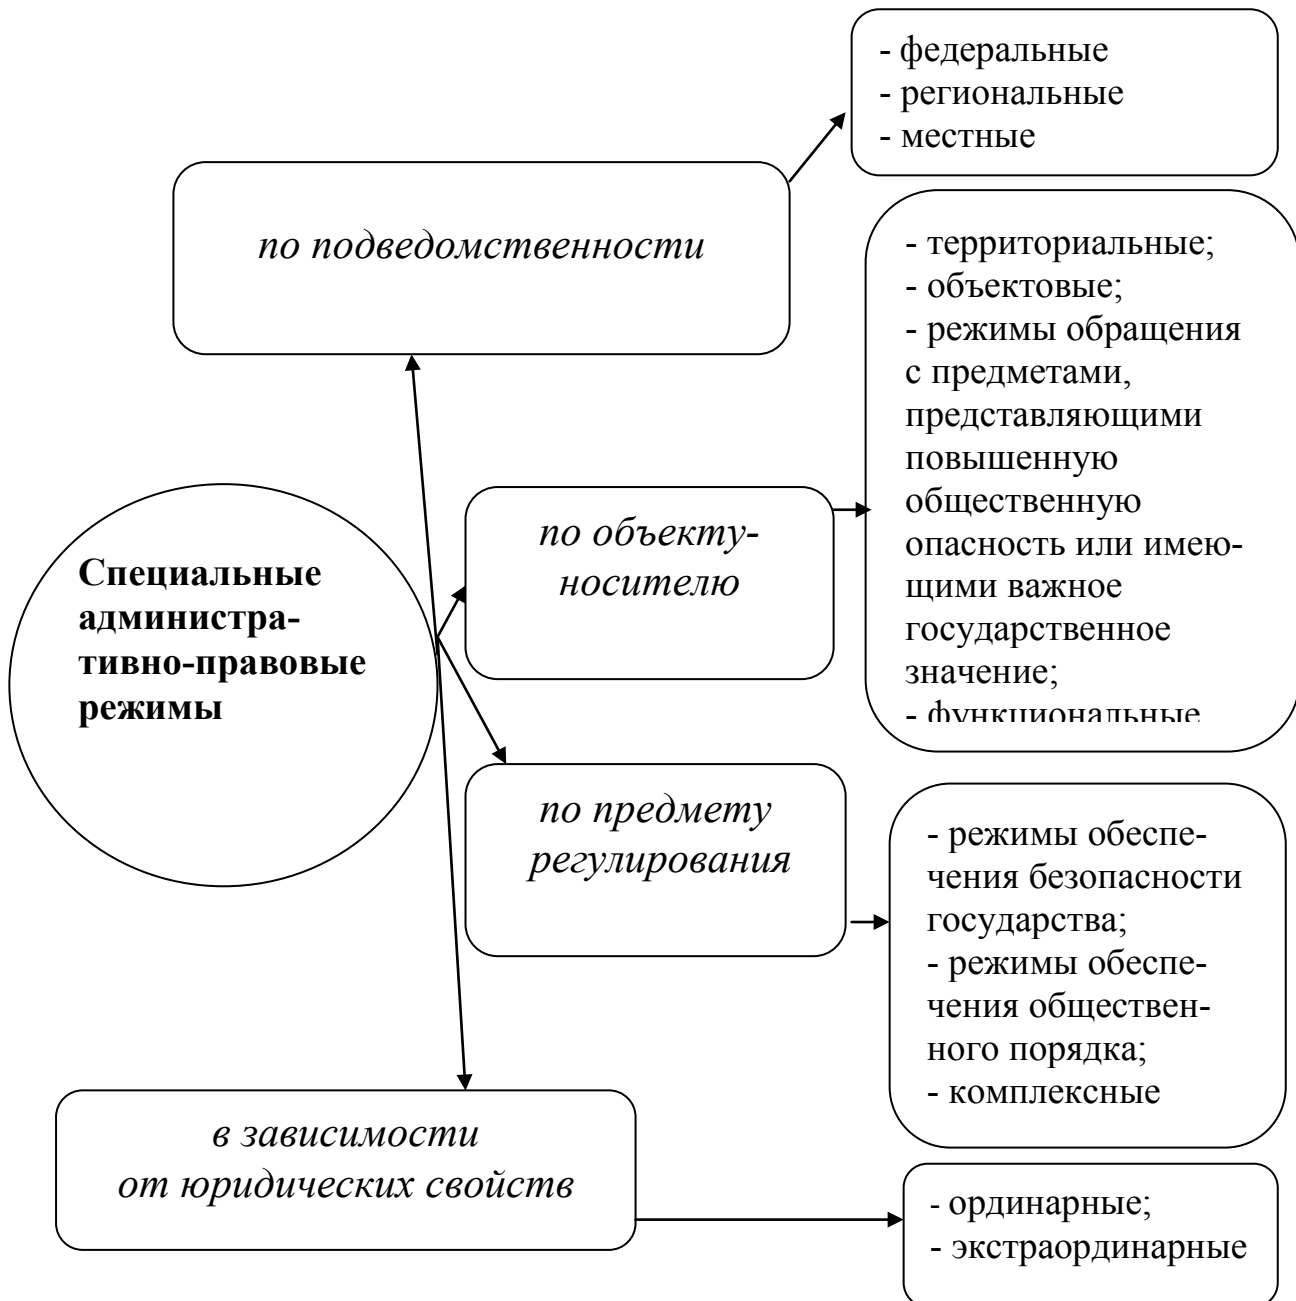 - федеральные
- региональные
- местные
по подведомственности
- территориальные;
- объектовые;
- режимы обращения
с предметами,
представляющими
повышенную
общественную
опасность или имею-
щими важное
государственное
значение;
- функциональные
по объекту-
носителю
Специальные
администра-
тивно-правовые
режимы
по предмету
регулирования
- режимы обеспе-
чения безопасности
государства;
- режимы обеспе-
чения обществен-
ного порядка;
- комплексные
в зависимости
от юридических свойств
- ординарные;
- экстраординарные